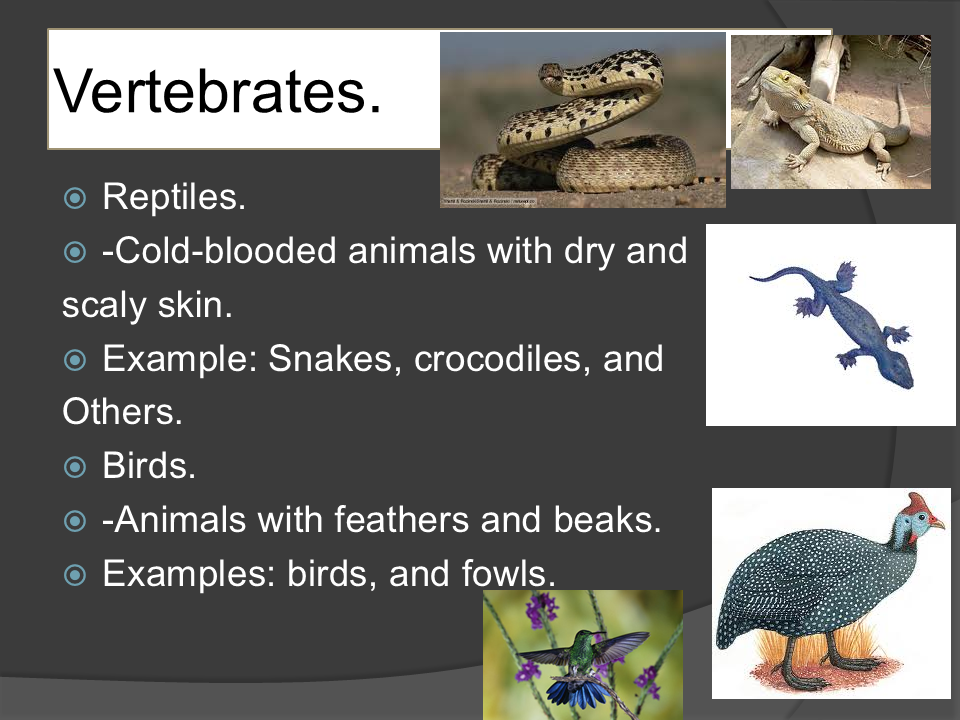 Vertebrates.
Reptiles.
-Cold-blooded animals with dry and
scaly skin.
Example: Snakes, crocodiles, and
Others.
Birds.
-Animals with feathers and beaks.
Examples: birds, and fowls.